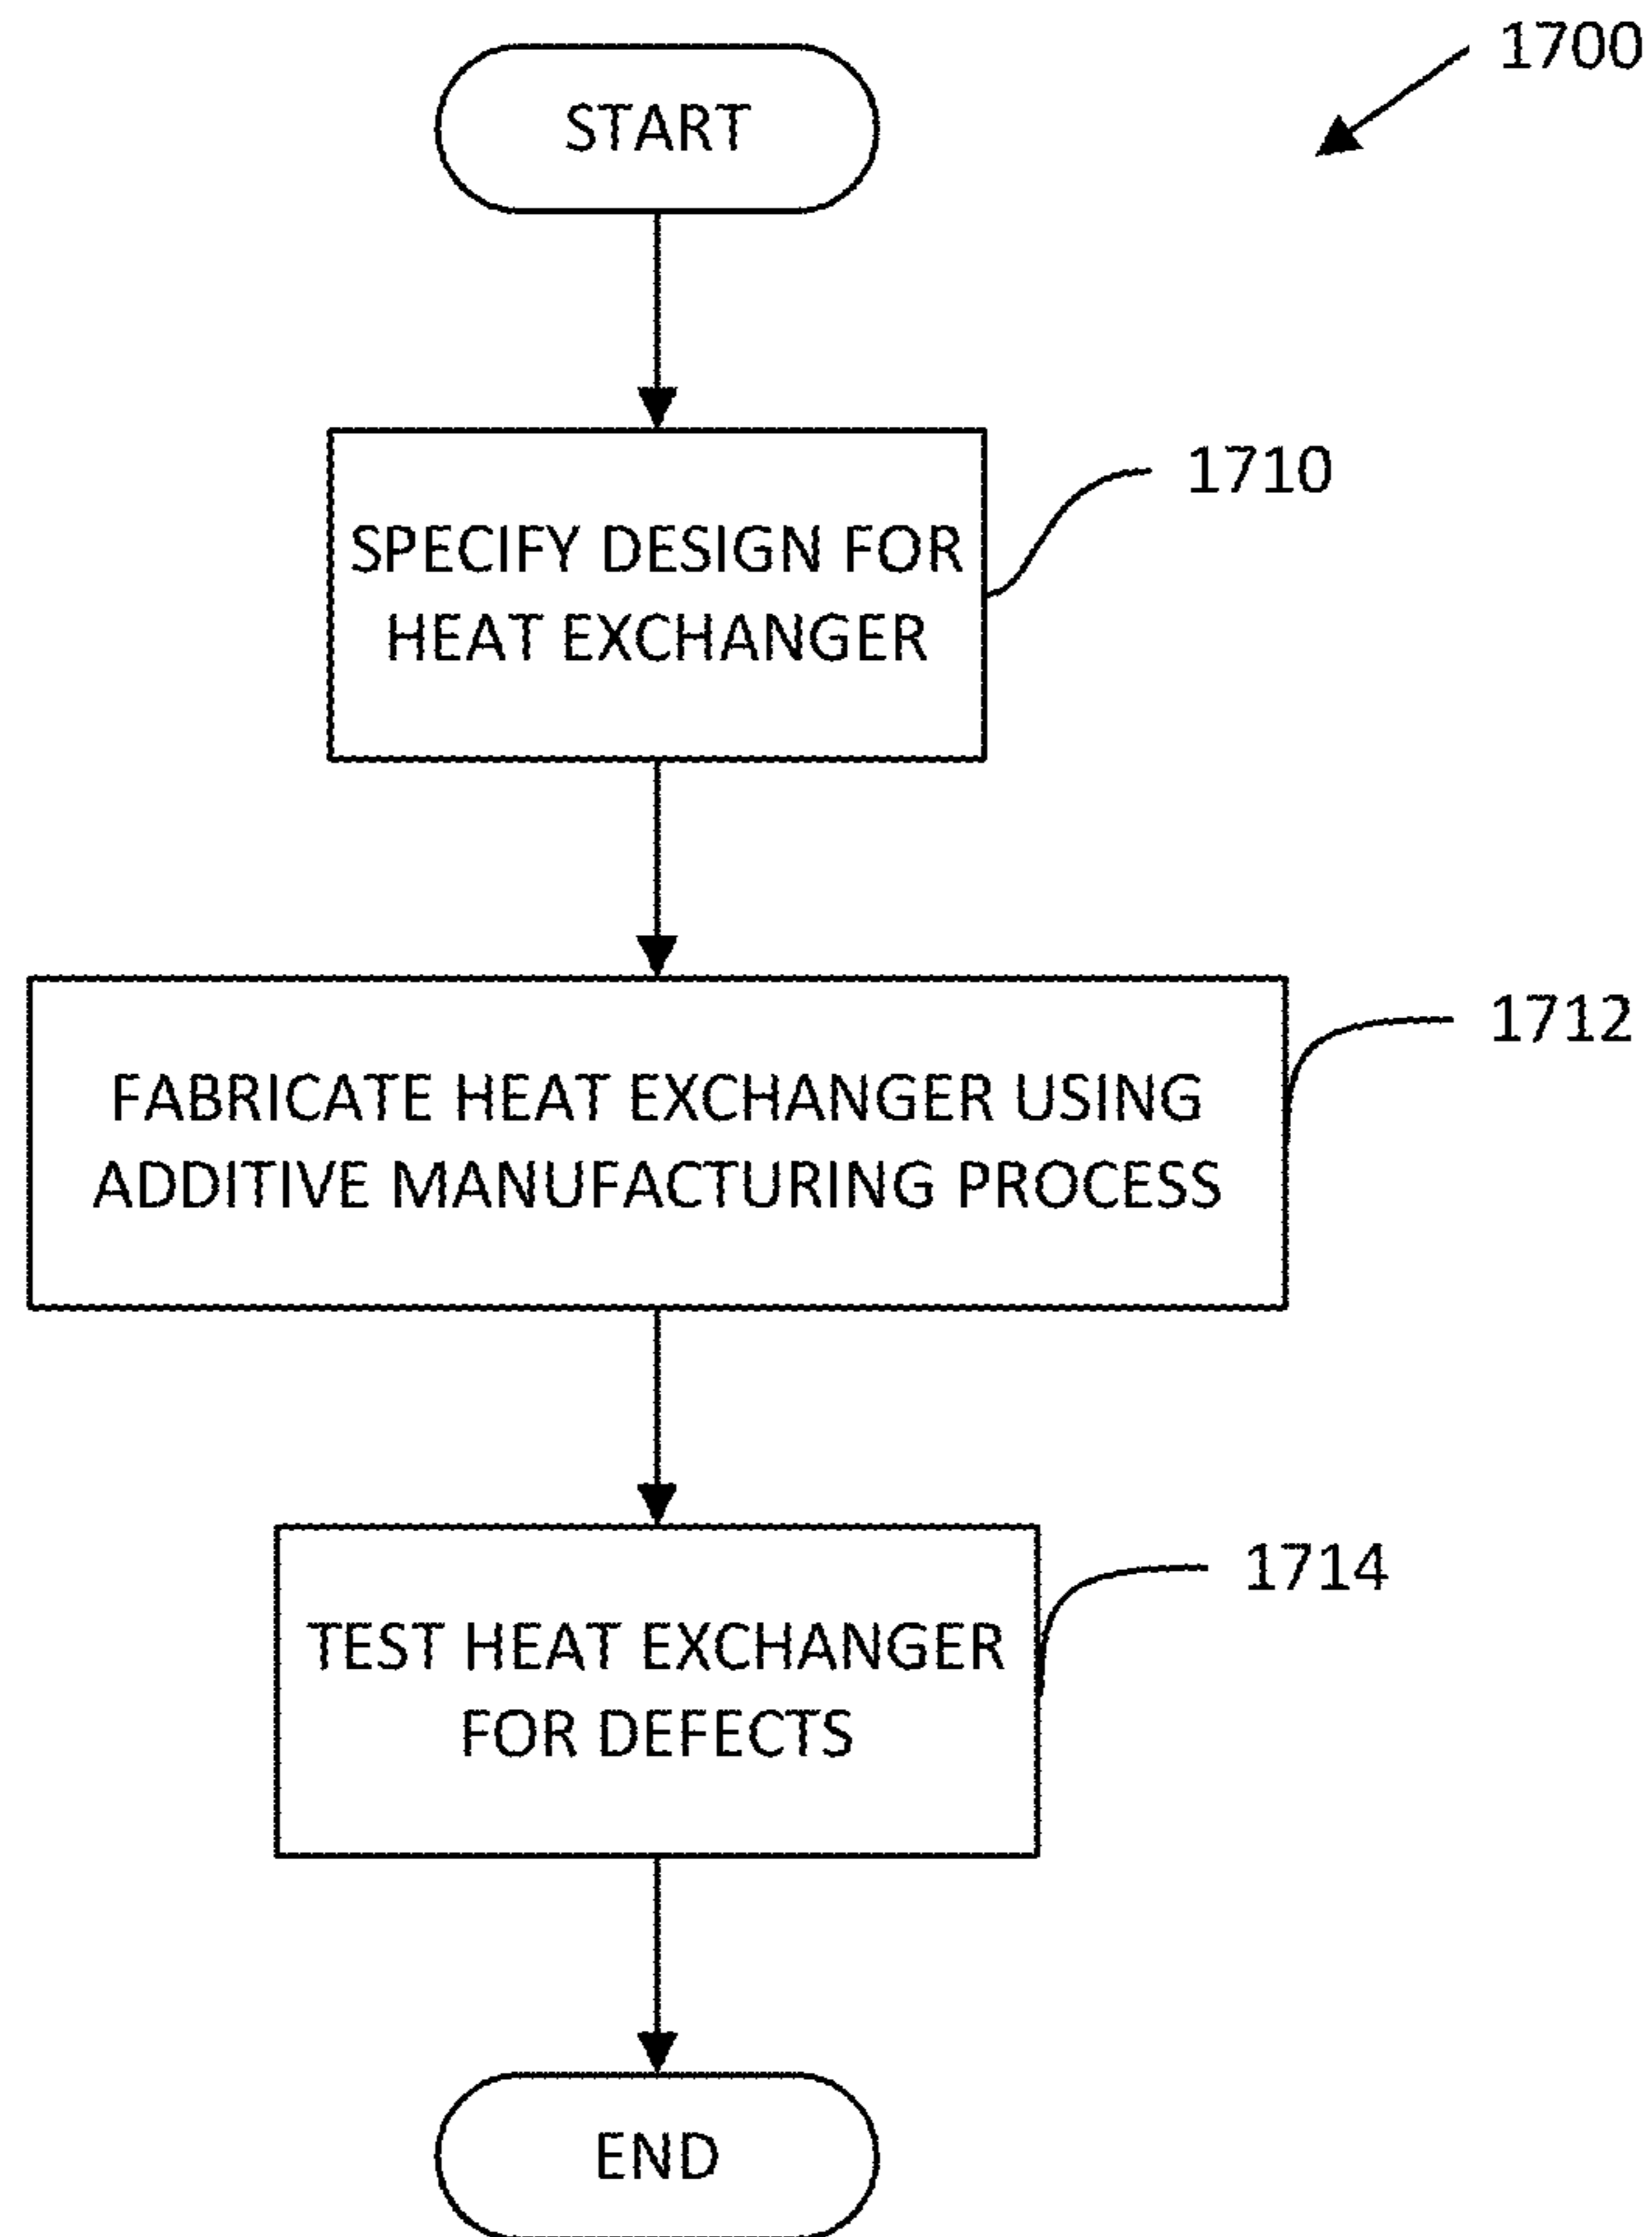 1700
START
1710
SPECIFY DESIGN FOR
HEAT EXCHANGER
1712
FABRICATE HEAT EXCHANGER USING
ADDITIVE MANUFACTURING PROCESS
1714
TEST HEAT EXCHANGER
FOR DEFECTS
END